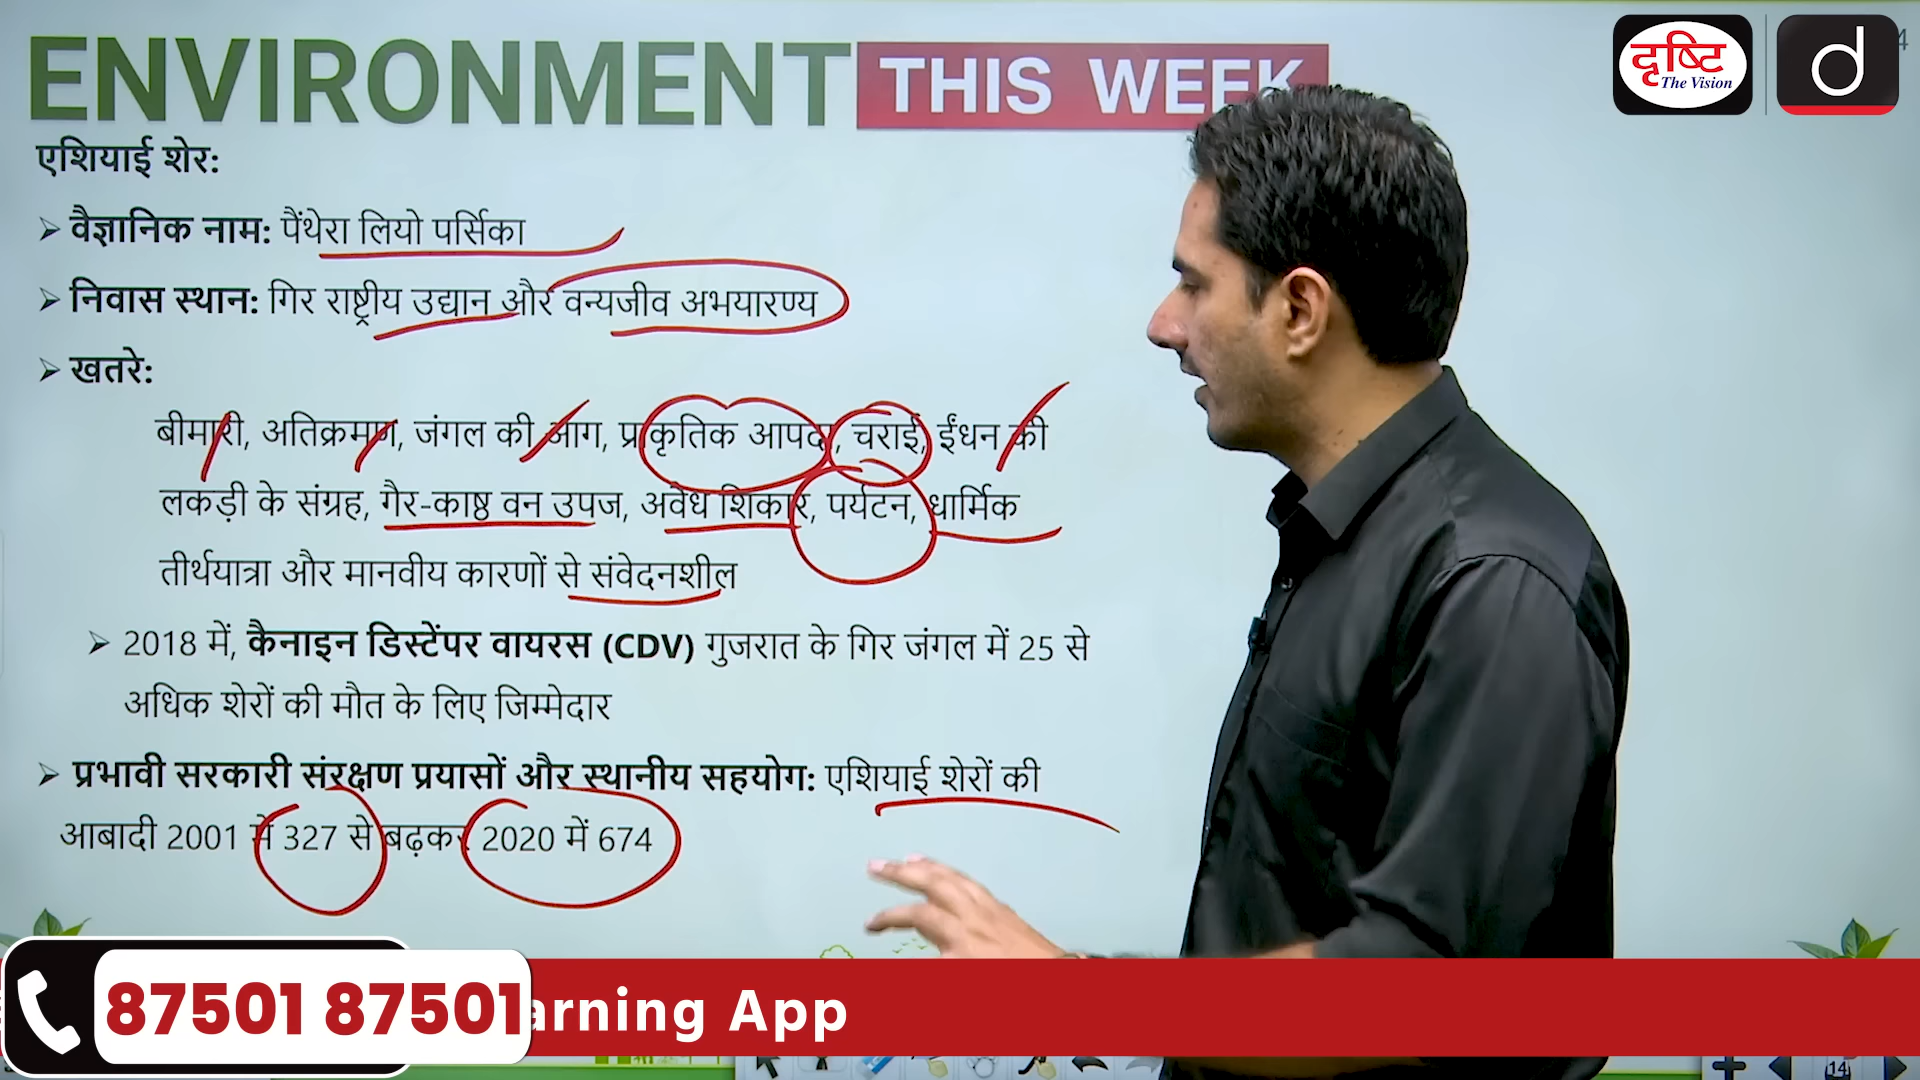 ENVIRONMENT THIS WEEK
दृष्टि
The Vision
d
4
एशियाई शेर:
➢ वैज्ञानिक नाम: पैंथेरा लियो पर्सिका
➢ निवास स्थान: गिर राष्ट्रीय उद्यान और वन्यजीव अभयारण्य
➢ खतरे:
बीमारी, अतिक्रमण, जंगल की आग, प्राकृतिक आपदा, चराई, ईंधन की
लकड़ी के संग्रह, गैर-काष्ठ वन उपज, अवैध शिकार, पर्यटन, धार्मिक
तीर्थयात्रा और मानवीय कारणों से संवेदनशील
➢ 2018 में, कैनाइन डिस्टेंपर वायरस (CDV) गुजरात के गिर जंगल में 25 से
अधिक शेरों की मौत के लिए जिम्मेदार
➢ प्रभावी सरकारी संरक्षण प्रयासों और स्थानीय सहयोग: एशियाई शेरों की
आबादी 2001 में 327 से बढ़कर 2020 में 674
87501 87501
arning App
14